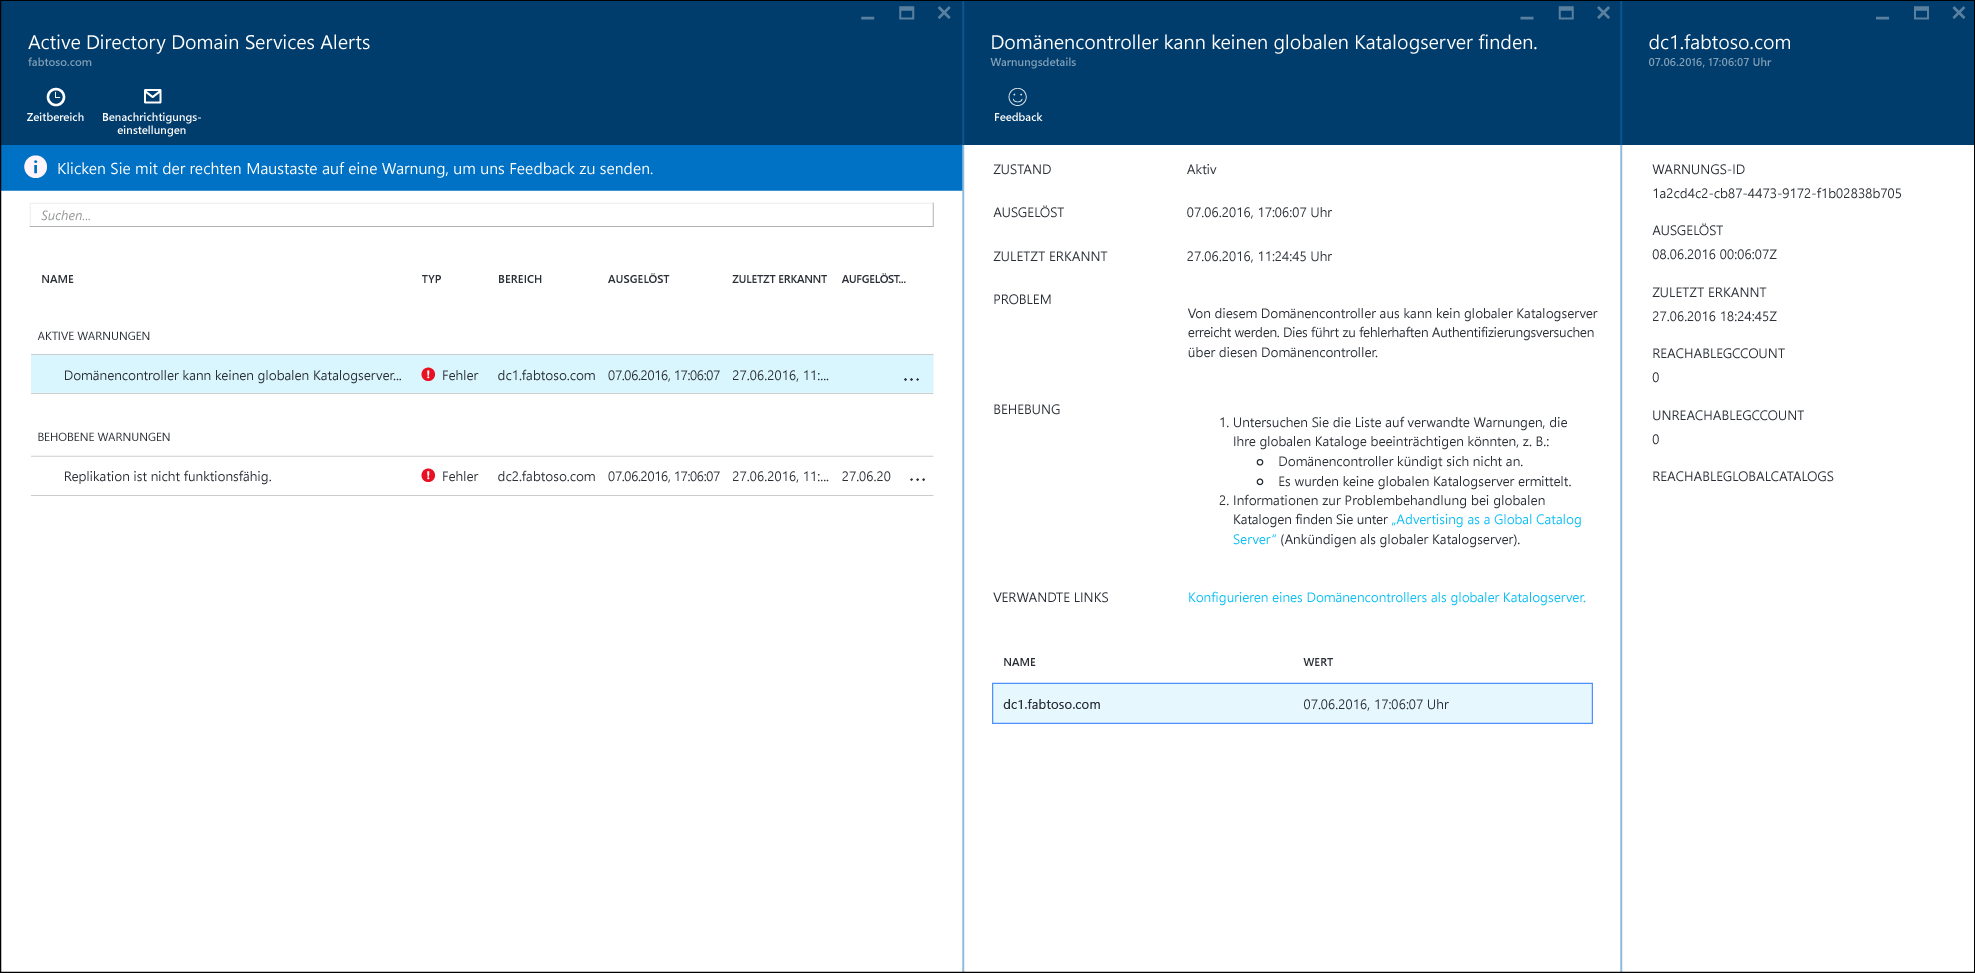 Active Directory Domain Services Alerts
fabtoso.com
Zeitbereich
Benachrichtigungs-
einstellungen
Klicken Sie mit der rechten Maustaste auf eine Warnung, um uns Feedback zu senden.
Suchen...
NAME TYP BEREICH AUSGELÖST ZULETZT ERKANNT AUFGELÖST...
AKTIVE WARNUNGEN
Domänencontroller kann keinen globalen Katalogserver... Fehler dc1.fabtoso.com 07.06.2016, 17:06:07 27.06.2016, 11:... ...
BEHOBENE WARNUNGEN
Replikation ist nicht funktionsfähig. Fehler dc2.fabtoso.com 07.06.2016, 17:06:07 27.06.2016, 11:... 27.06.20 ...
Domänencontroller kann keinen globalen Katalogserver finden.
Warnungsdetails
Feedback
ZUSTAND Aktiv
AUSGELÖST 07.06.2016, 17:06:07 Uhr
ZULETZT ERKANNT 27.06.2016, 11:24:45 Uhr
PROBLEM
Von diesem Domänencontroller aus kann kein globaler Katalogserver
erreicht werden. Dies führt zu fehlerhaften Authentifizierungsversuchen
über diesen Domänencontroller.
BEHEBUNG
1. Untersuchen Sie die Liste auf verwandte Warnungen, die
Ihre globalen Kataloge beeinträchtigen könnten, z. B.:
o Domänencontroller kündigt sich nicht an.
o Es wurden keine globalen Katalogserver ermittelt.
2. Informationen zur Problembehandlung bei globalen
Katalogen finden Sie unter „Advertising as a Global Catalog
Server“ (Ankündigen als globaler Katalogserver).
VERWANDTE LINKS Konfigurieren eines Domänencontrollers als globaler Katalogserver.
NAME WERT
dc1.fabtoso.com 07.06.2016, 17:06:07 Uhr
dc1.fabtoso.com
07.06.2016, 17:06:07 Uhr
WARNUNGS-ID
1a2cd4c2-cb87-4473-9172-f1b02838b705
AUSGELÖST
08.06.2016 00:06:07Z
ZULETZT ERKANNT
27.06.2016 18:24:45Z
REACHABLEGCCOUNT
0
UNREACHABLEGCCOUNT
0
REACHABLEGLOBALCATALOGS